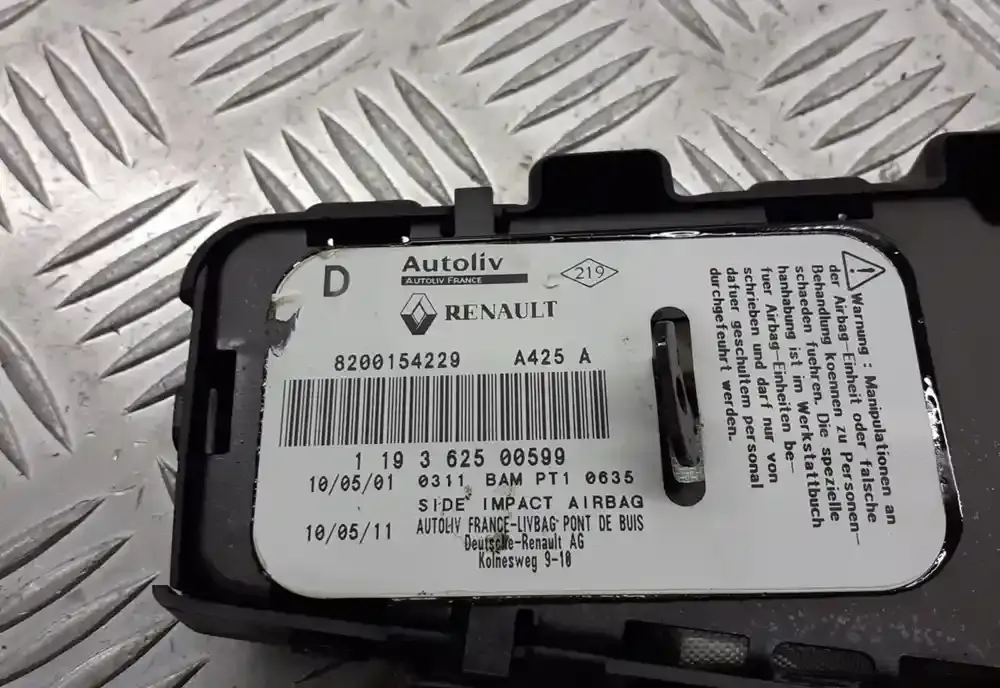 D
Autoliv
AUTOLIV FRANCE
219
RENAULT
8200154229 A425 A
1 19 3 625 00599
10/05/01 0311 BAM PT1 0635
SIDE IMPACT AIRBAG
10/05/11 AUTOLIV FRANCE-LIVBAG PONT DE BUIS
Deutsche-Renault AG
Kolnesweg 9-10
Warnung : Manipulationen an
der Airbag-Einheit oder falsche
Behandlung koennen zu Personen-
schaeden fuehren. Die spezielle
hanhabung ist im Werkstattbuch
fuer Airbag-Einheiten be-
schrieben und darf nur von
dafuer geschultem personal
durchgefuehrt werden.